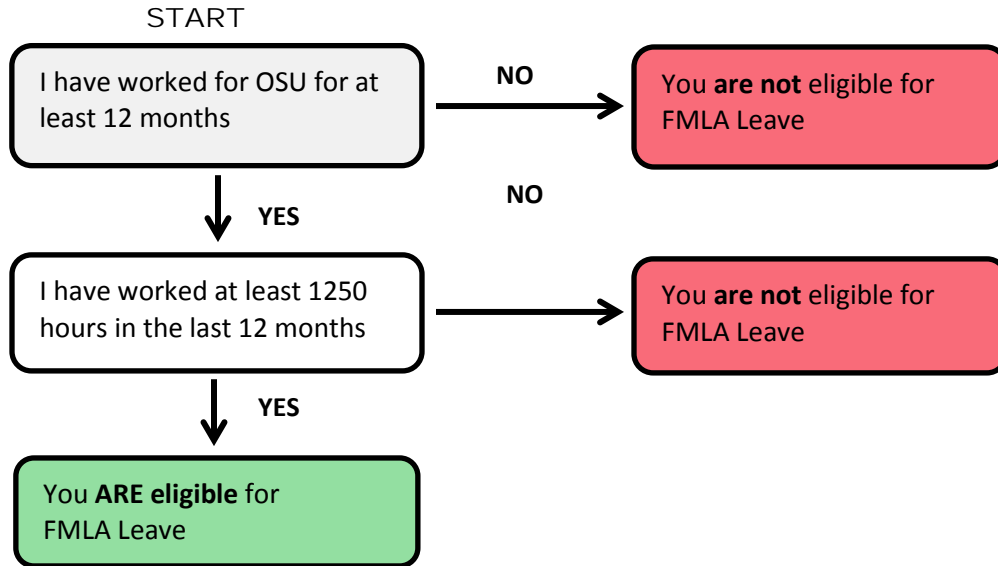 START
I have worked for OSU for at
least 12 months
NO
You are not eligible for
FMLA Leave
YES
NO
I have worked at least 1250
hours in the last 12 months
You are not eligible for
FMLA Leave
YES
You ARE eligible for
FMLA Leave